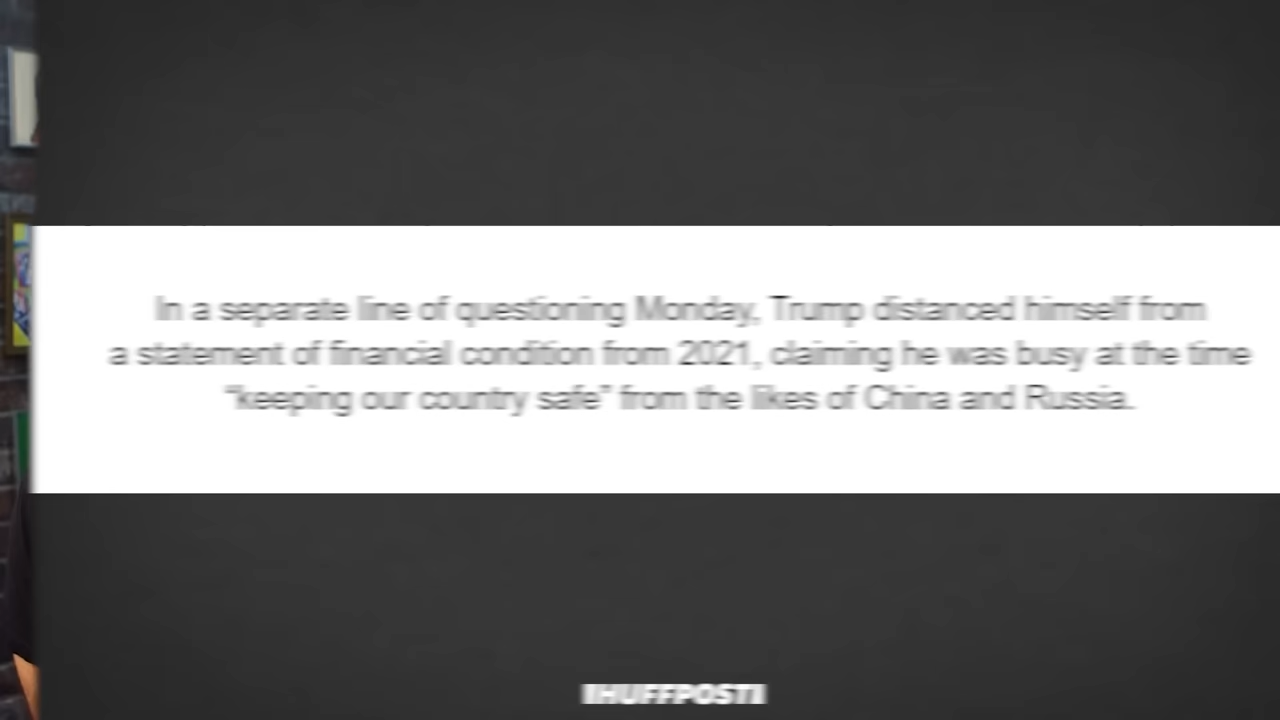 In a separate line of questioning Monday, Trump distanced himself from
a statement of financial condition from 2021, claiming he was busy at the time
“keeping our country safe” from the likes of China and Russia.
HUFFPOST